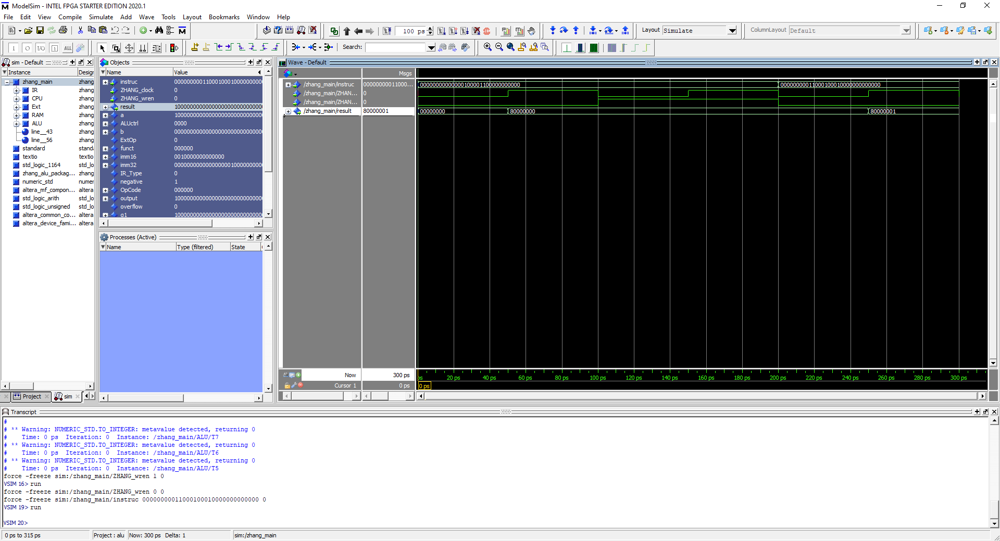 ModelSim - INTEL FPGA STARTER EDITION 2020.1
File Edit View Compile Simulate Add Wave Tools Layout Bookmarks Window Help
100 ps
Layout Simulate
ColumnLayout Default
Search:
sim - Default
Instance Design
zhang_main zhang
IR zhang
CPU zhang
Ext zhang
RAM zhang
ALU zhang
line__43 zhang
line__56 zhang
standard stand
textio textio
std_logic_1164 std_lo
zhang_alu_packag... zhang
numeric_std numer
altera_mf_compon... altera
std_logic_arith std_lo
std_logic_unsigned std_lo
altera_common_co... altera
altera_device_fami... altera
Project sim
Objects
Name Value
instruc
ZHANG_clock 0
ZHANG_wren 0
result
a
ALUctrl 0000
b
ExtOp 0
funct 000000
imm16 0010000000000000
imm32
IR_Type 0
negative 1
OpCode 000000
output
overflow 0
q1
Processes (Active)
Name Type (filtered) State
Wave - Default
Msgs
/zhang_main/instruc 00000000011000... 00000000000000100001100000000000 00000000011000100010000000000000
/zhang_main/ZHAN... 0
/zhang_main/ZHAN... 0
/zhang_main/result 80000001 00000000 80000000 80000001
Now 300 ps
ps 20 ps 40 ps 60 ps 80 ps 100 ps 120 ps 140 ps 160 ps 180 ps 200 ps 220 ps 240 ps 260 ps 280 ps 300 ps
Cursor 1 0 ps
0 ps
Transcript
#
# ** Warning: NUMERIC_STD.TO_INTEGER: metavalue detected, returning 0
#    Time: 0 ps  Iteration: 0  Instance: /zhang_main/ALU/T7
# ** Warning: NUMERIC_STD.TO_INTEGER: metavalue detected, returning 0
#    Time: 0 ps  Iteration: 0  Instance: /zhang_main/ALU/T6
# ** Warning: NUMERIC_STD.TO_INTEGER: metavalue detected, returning 0
#    Time: 0 ps  Iteration: 0  Instance: /zhang_main/ALU/T5
force -freeze sim:/zhang_main/ZHANG_wren 1 0
VSIM 16> run
force -freeze sim:/zhang_main/ZHANG_wren 0 0
force -freeze sim:/zhang_main/instruc 00000000011000100010000000000000 0
VSIM 19> run
VSIM 20>
0 ps to 315 ps Project : alu Now: 300 ps Delta: 1 sim:/zhang_main